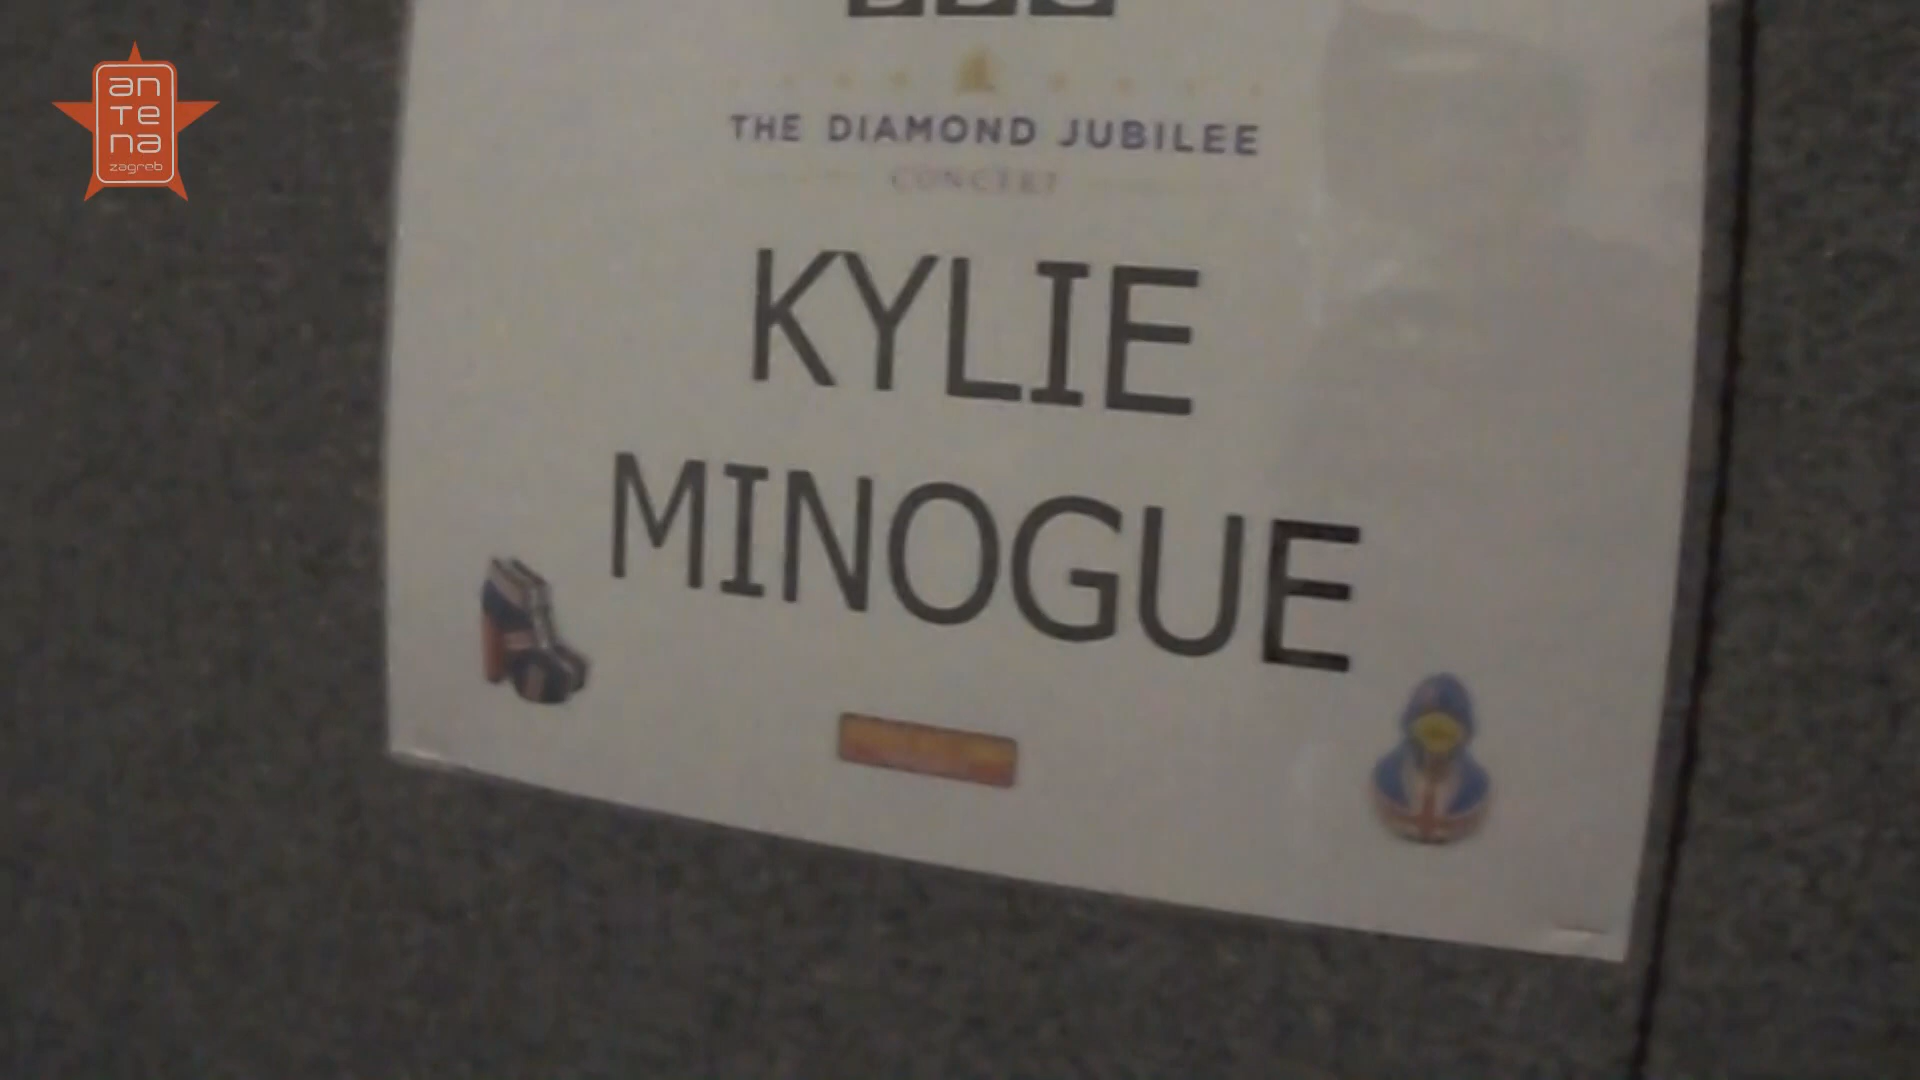 an
Te
na
zagreb
THE DIAMOND JUBILEE
CONCERT
KYLIE
MINOGUE